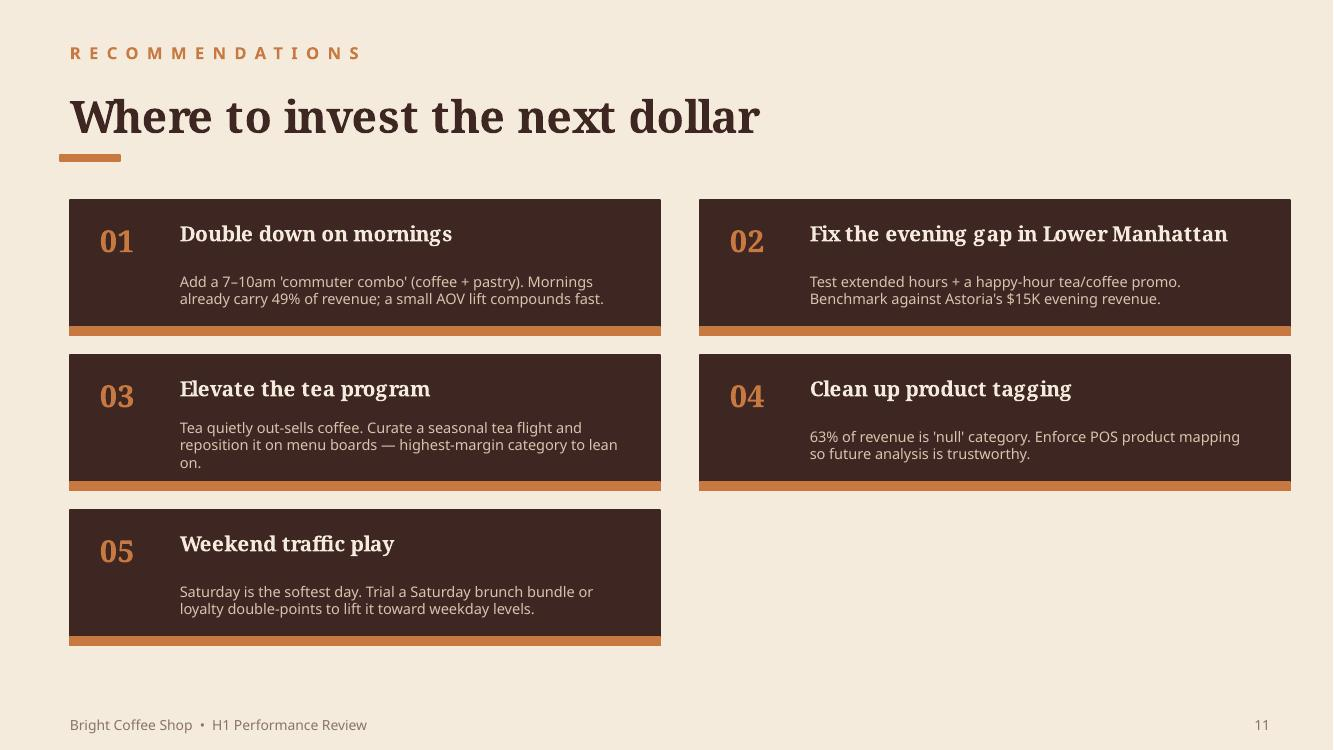 RECOMMENDATIONS
Where to invest the next dollar
01
Double down on mornings
Add a 7–10am 'commuter combo' (coffee + pastry). Mornings
already carry 49% of revenue; a small AOV lift compounds fast.
02
Fix the evening gap in Lower Manhattan
Test extended hours + a happy-hour tea/coffee promo.
Benchmark against Astoria's $15K evening revenue.
03
Elevate the tea program
Tea quietly out-sells coffee. Curate a seasonal tea flight and
reposition it on menu boards — highest-margin category to lean
on.
04
Clean up product tagging
63% of revenue is 'null' category. Enforce POS product mapping
so future analysis is trustworthy.
05
Weekend traffic play
Saturday is the softest day. Trial a Saturday brunch bundle or
loyalty double-points to lift it toward weekday levels.
Bright Coffee Shop • H1 Performance Review
11